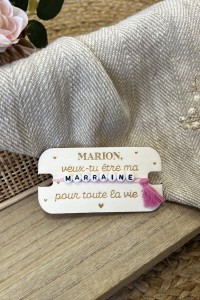 MARION,
veux-tu être ma
MARRAINE
pour toute la vie